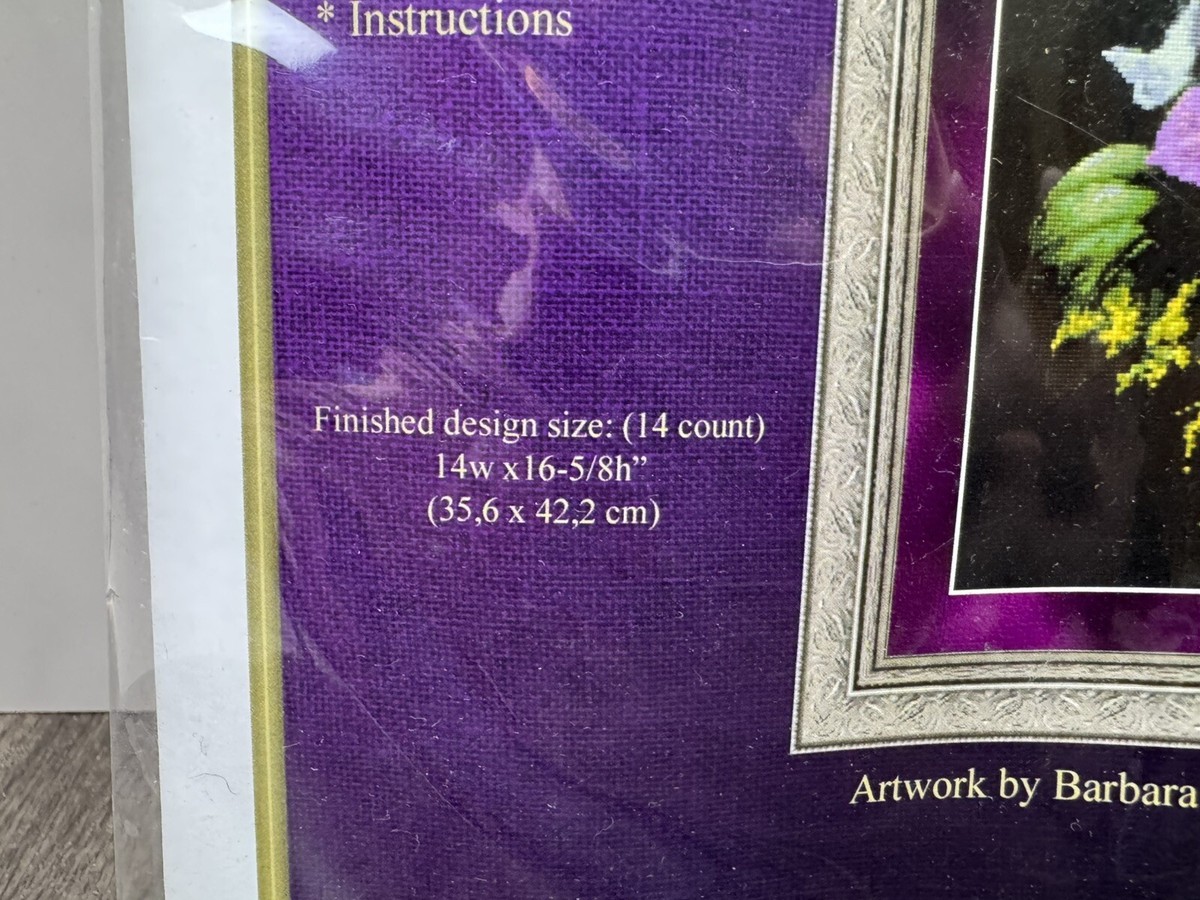 * Instructions
Finished design size: (14 count)
14w x16-5/8h”
(35,6 x 42,2 cm)
Artwork by Barbara